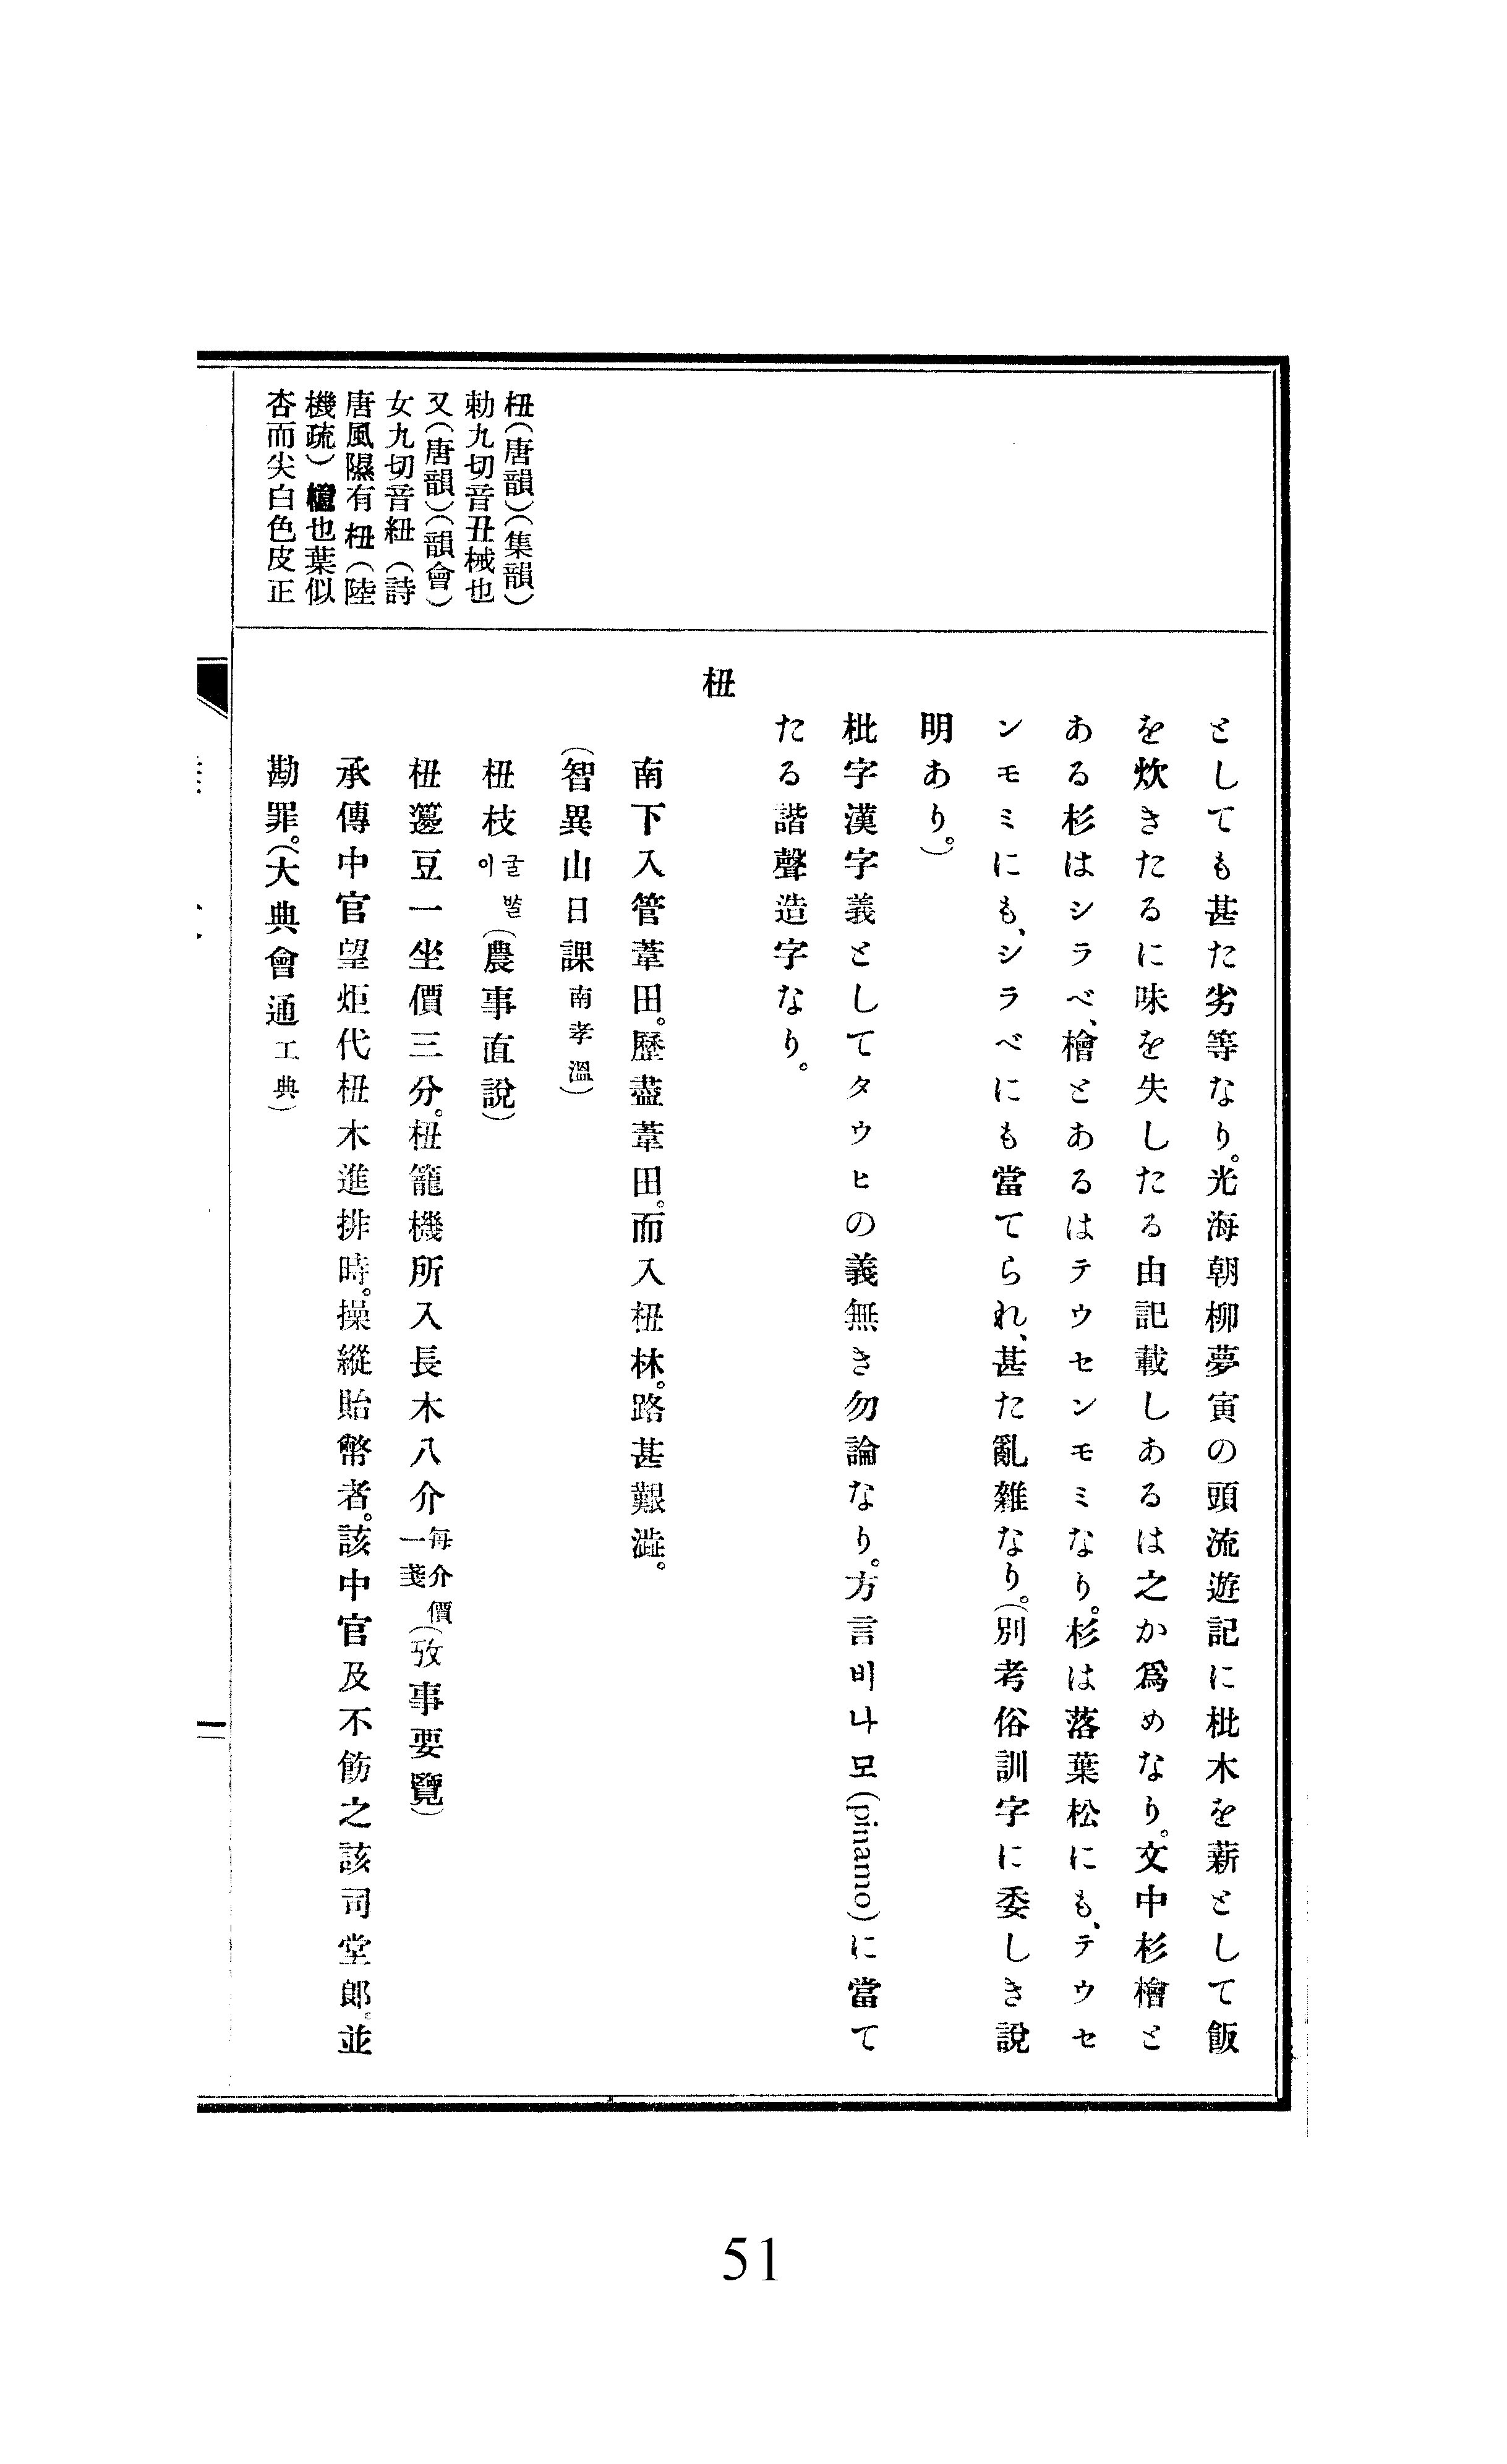 としても甚た劣等なり。光海朝柳夢寅の頭流遊記に枇木を薪として飯
を炊きたるに味を失したる由記載しあるは之か爲めなり。文中杉檜と
ある杉はシラベ、檜とあるはテウセンモミなり。杉は落葉松にも、テウセ
ンモミにも、シラベにも當てられ、甚た亂雜なり。(別考俗訓字に委しき說
明あり。)
枇字漢字義としてタウヒの義無き勿論なり。方言비나모(pinamo)に當て
たる諧聲造字なり。
杻
南下入管葦田。歷盡葦田。而入杻林。路甚艱澁。
(智異山日課南孝溫)
杻枝이귤밀(農事直說)
杻籩豆一坐價三分。杻籠機所入長木八介每介價一戔(攷事要覽)
承傳中官望炬代杻木進排時。操縱貽幣者。該中官及不飭之該司堂郞。並
勘罪。(大典會通工典)
杻(唐韻)(集韻)
勅九切音丑械也
又(唐韻)(韻會)
女九切音紐(詩
唐風隰有杻(陸
機疏)檍也葉似
杏而尖白色皮正
51